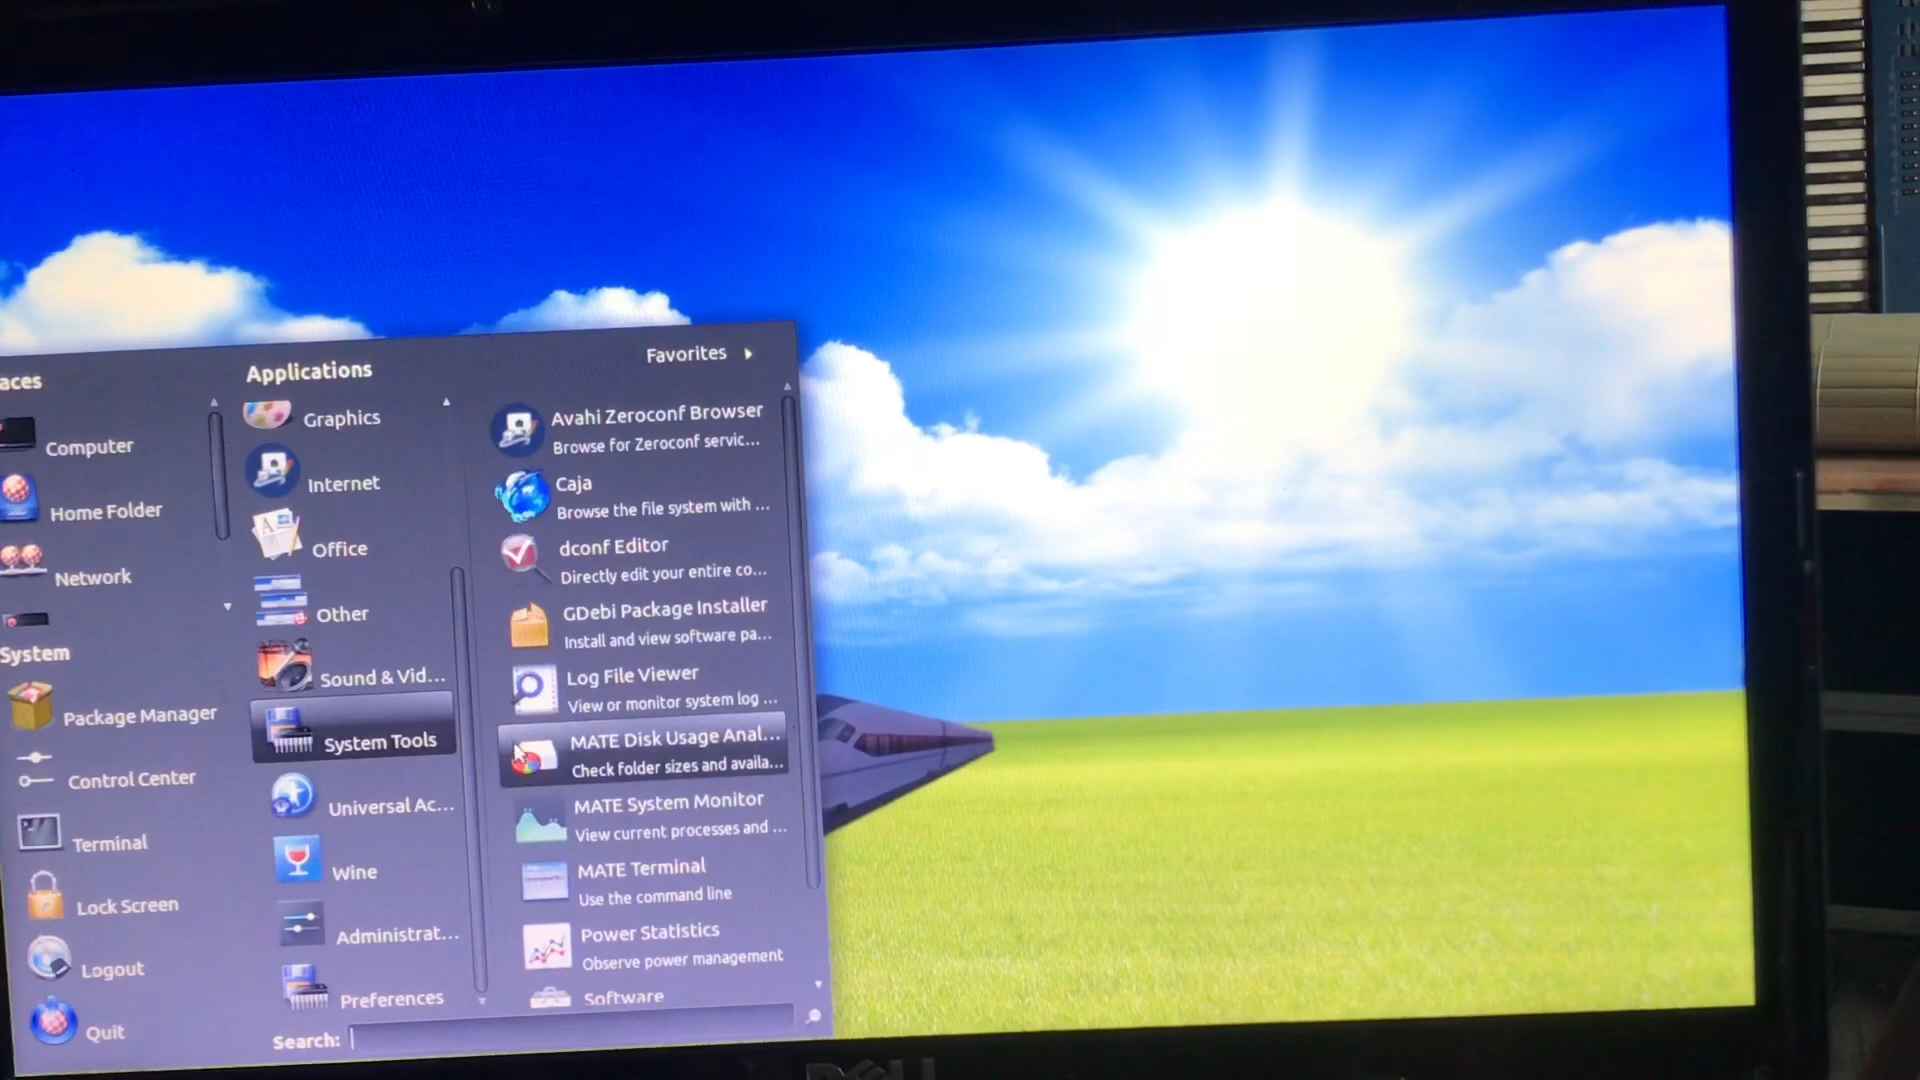 aces
Computer
Home Folder
Network
System
Package Manager
Control Center
Terminal
Lock Screen
Logout
Quit
Applications
Graphics
Internet
Office
Other
Sound & Vid...
System Tools
Universal Ac...
Wine
Administrat...
Preferences
Favorites
Avahi Zeroconf Browser
Browse for Zeroconf servic...
Caja
Browse the file system with ...
dconf Editor
Directly edit your entire co...
GDebi Package Installer
Install and view software pa...
Log File Viewer
View or monitor system log ...
MATE Disk Usage Anal...
Check folder sizes and availa...
MATE System Monitor
View current processes and ...
MATE Terminal
Use the command line
Power Statistics
Observe power management
Software
Search: